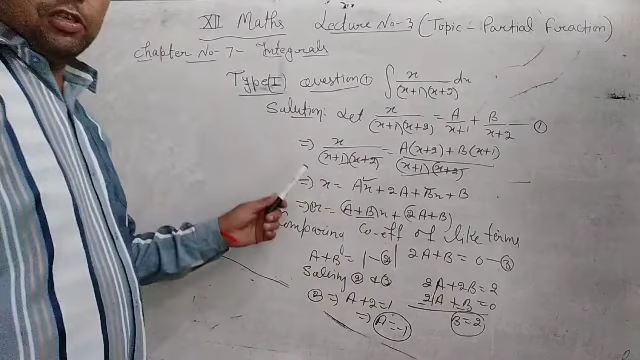 XII Maths Lecture No-3 (Topic - Partial fraction)
Chapter No-7- Integrals
Type(I) Question(1) ∫ x/((x+1)(x+2)) dx
Solution: Let x/((x+1)(x+2)) = A/(x+1) + B/(x+2) — ①
⇒ x/((x+1)(x+2)) = (A(x+2) + B(x+1))/((x+1)(x+2))
⇒ x = Ax + 2A + Bx + B
⇒ x = (A+B)x + (2A+B)
Comparing co-eff of like terms
A+B = 1 — ② | 2A+B = 0 — ③
② & ③ 2A+2B = 2
② ⇒ A+2=1 2A+B=0
⇒ A=-1 B=2